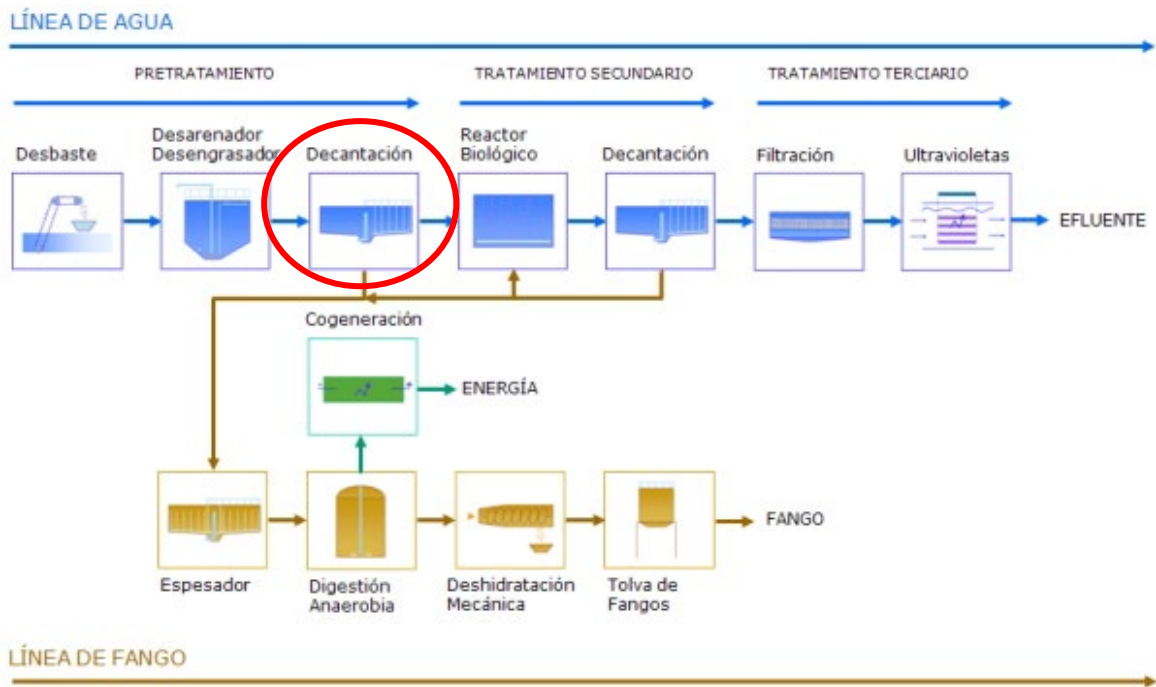 LÍNEA DE AGUA
PRETRATAMIENTO
TRATAMIENTO SECUNDARIO
TRATAMIENTO TERCIARIO
Desbaste
Desarenador
Desengrasador
Decantación
Reactor
Biológico
Decantación
Filtración
Ultravioletas
EFLUENTE
Cogeneración
ENERGÍA
FANGO
Espesador
Digestión
Anaerobia
Deshidratación
Mecánica
Tolva de
Fangos
LÍNEA DE FANGO